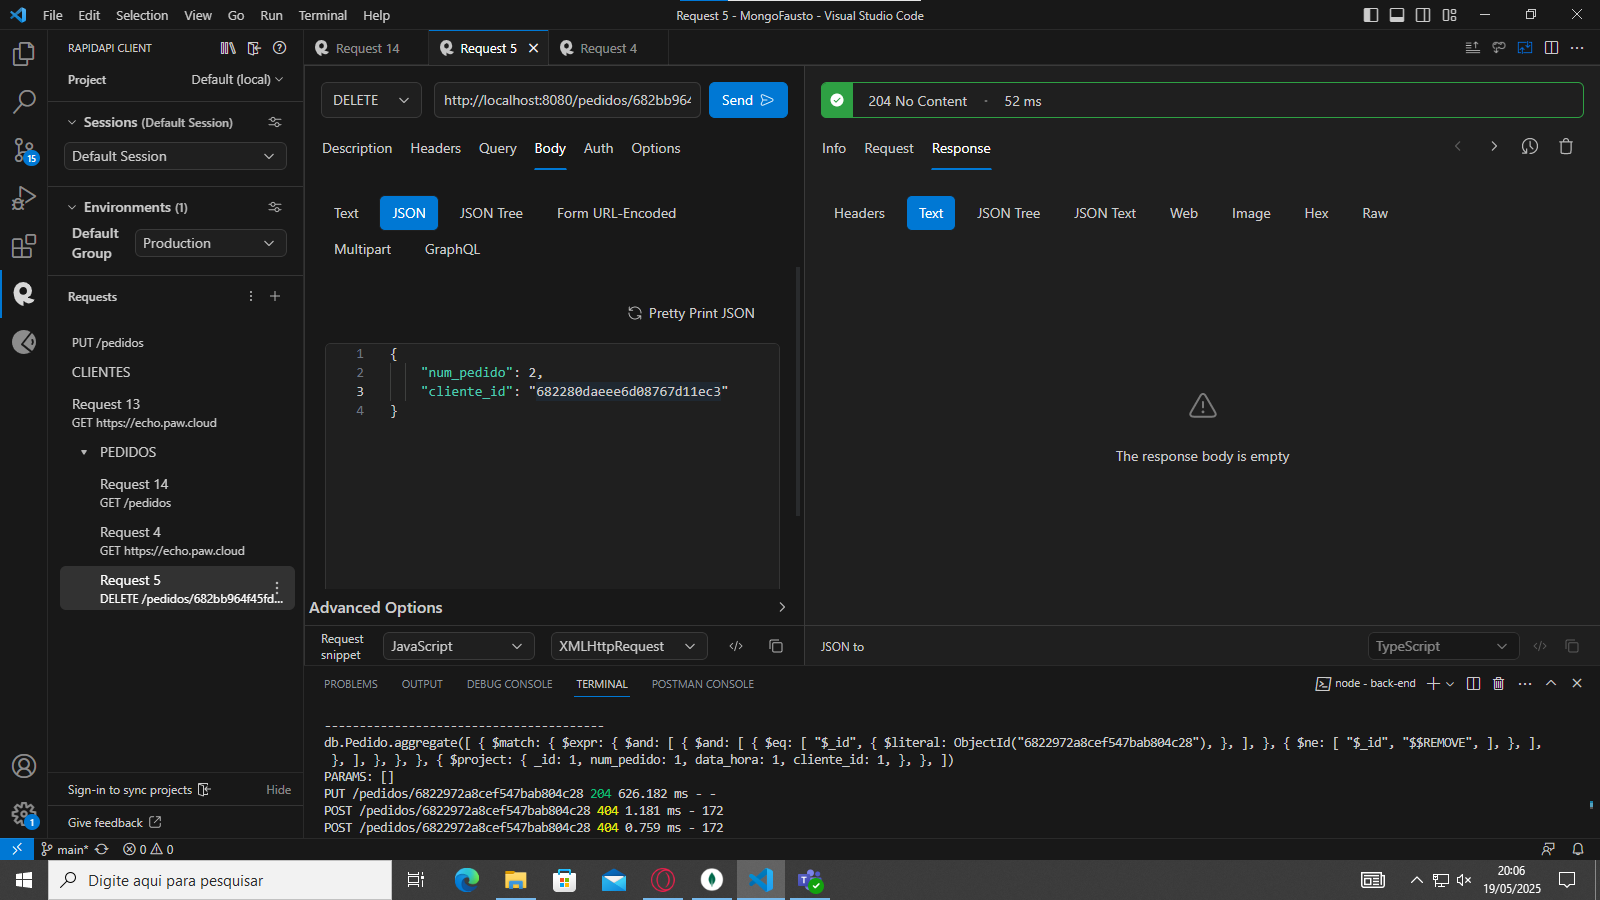 File Edit Selection View Go Run Terminal Help
Request 5 - MongoFausto - Visual Studio Code
RAPIDAPI CLIENT
Project Default (local)
Sessions (Default Session)
Default Session
Environments (1)
Default Group Production
Requests
PUT /pedidos
CLIENTES
Request 13
GET https://echo.paw.cloud
PEDIDOS
Request 14
GET /pedidos
Request 4
GET https://echo.paw.cloud
Request 5
DELETE /pedidos/682bb964f45fd...
Sign-in to sync projects Hide
Give feedback
15
1
Request 14 Request 5 Request 4
DELETE http://localhost:8080/pedidos/682bb964 Send
Description Headers Query Body Auth Options
Text JSON JSON Tree Form URL-Encoded
Multipart GraphQL
Pretty Print JSON
1 {
2 "num_pedido": 2,
3 "cliente_id": "682280daeee6d08767d11ec3"
4 }
Advanced Options
Request snippet JavaScript XMLHttpRequest
204 No Content · 52 ms
Info Request Response
Headers Text JSON Tree JSON Text Web Image Hex Raw
The response body is empty
JSON to TypeScript
PROBLEMS OUTPUT DEBUG CONSOLE TERMINAL POSTMAN CONSOLE
node - back-end
----------------------------------------
db.Pedido.aggregate([ { $match: { $expr: { $and: [ { $and: [ { $eq: [ "$_id", { $literal: ObjectId("6822972a8cef547bab804c28"), }, ], }, { $ne: [ "$_id", "$$REMOVE", ], }, ],
}, ], }, }, }, { $project: { _id: 1, num_pedido: 1, data_hora: 1, cliente_id: 1, }, }, ])
PARAMS: []
PUT /pedidos/6822972a8cef547bab804c28 204 626.182 ms - -
POST /pedidos/6822972a8cef547bab804c28 404 1.181 ms - 172
POST /pedidos/6822972a8cef547bab804c28 404 0.759 ms - 172
main* 0 0
Digite aqui para pesquisar
20:06
19/05/2025